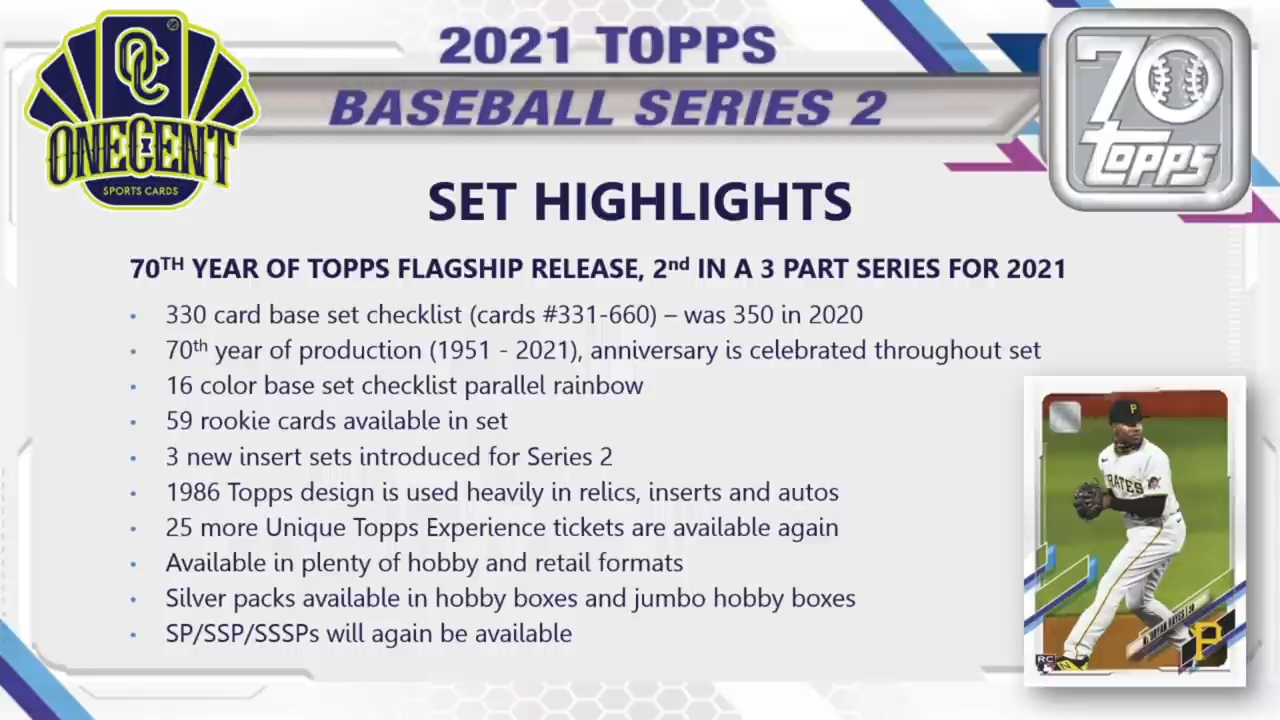 2021 TOPPS
BASEBALL SERIES 2
OC
ONECENT
SPORTS CARDS
70
topps
SET HIGHLIGHTS
70TH YEAR OF TOPPS FLAGSHIP RELEASE, 2nd IN A 3 PART SERIES FOR 2021
• 330 card base set checklist (cards #331-660) – was 350 in 2020
• 70th year of production (1951 - 2021), anniversary is celebrated throughout set
• 16 color base set checklist parallel rainbow
• 59 rookie cards available in set
• 3 new insert sets introduced for Series 2
• 1986 Topps design is used heavily in relics, inserts and autos
• 25 more Unique Topps Experience tickets are available again
• Available in plenty of hobby and retail formats
• Silver packs available in hobby boxes and jumbo hobby boxes
• SP/SSP/SSSPs will again be available
P
RATES
HAYES
P
RC